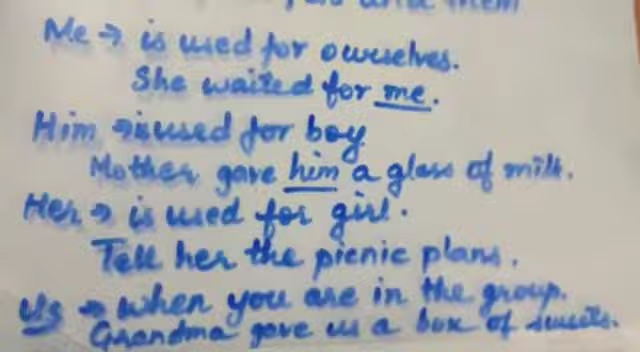 them
Me → is used for ourselves.
She waited for me.
Him → is used for boy
Mother gave him a glass of milk.
Her → is used for girl.
Tell her the picnic plans.
Us → when you are in the group.
Grandma gave us a box of sweets.